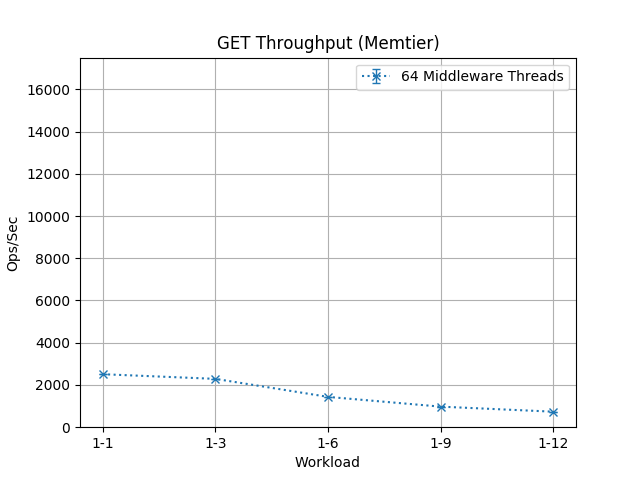 GET Throughput (Memtier)
64 Middleware Threads
16000
14000
12000
10000
8000
6000
4000
2000
0
Ops/Sec
1-1 1-3 1-6 1-9 1-12
Workload